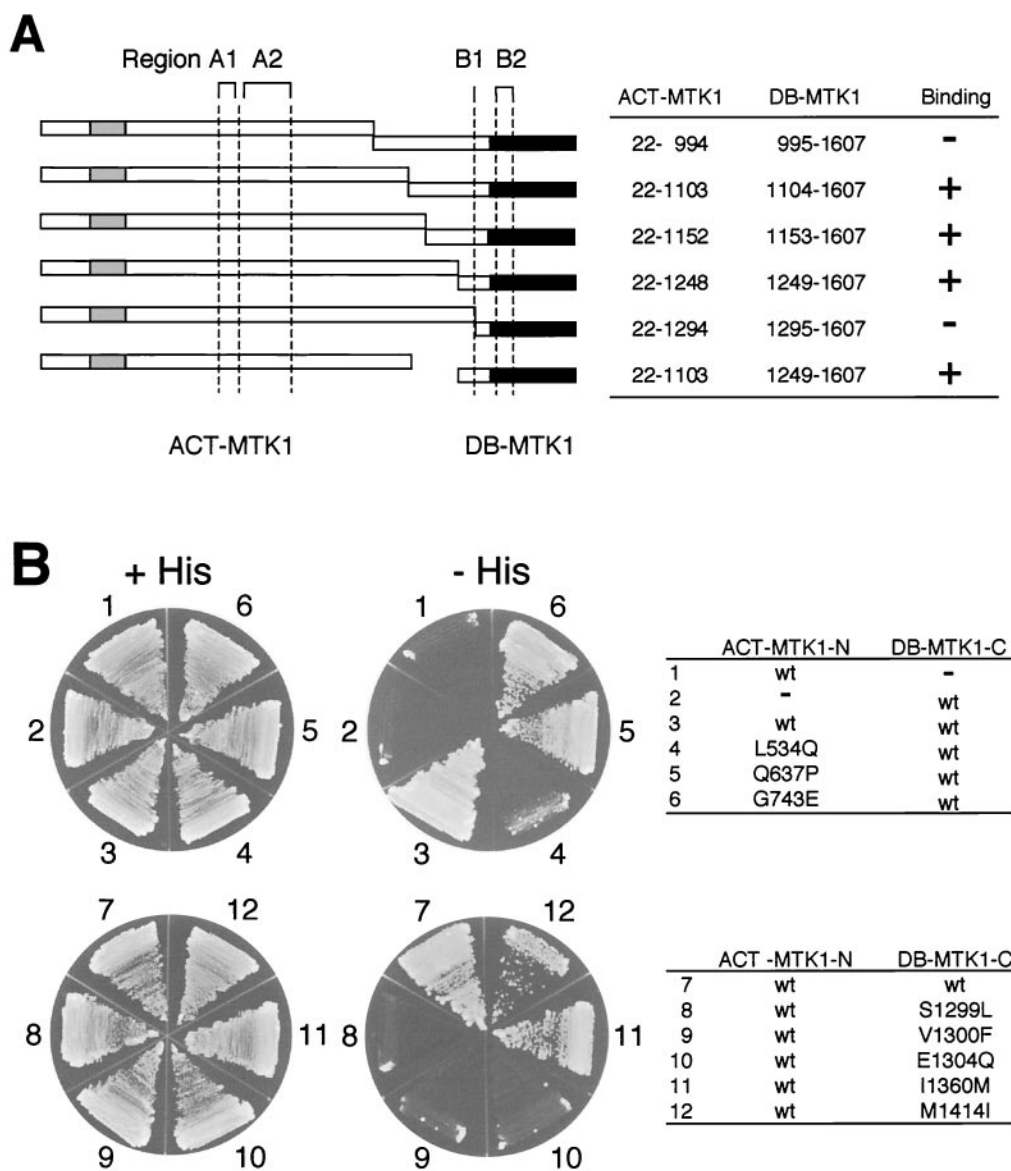 A
Region A1 A2 B1 B2
ACT-MTK1 DB-MTK1 Binding
22- 994 995-1607 -
22-1103 1104-1607 +
22-1152 1153-1607 +
22-1248 1249-1607 +
22-1294 1295-1607 -
22-1103 1249-1607 +
ACT-MTK1 DB-MTK1
B
+ His - His
1 6 1 6
2 5 2 5
3 4 3 4
ACT-MTK1-N DB-MTK1-C
1 wt -
2 - wt
3 wt wt
4 L534Q wt
5 Q637P wt
6 G743E wt
7 12 7 12
8 11 8 11
9 10 9 10
ACT -MTK1-N DB-MTK1-C
7 wt wt
8 wt S1299L
9 wt V1300F
10 wt E1304Q
11 wt I1360M
12 wt M1414I